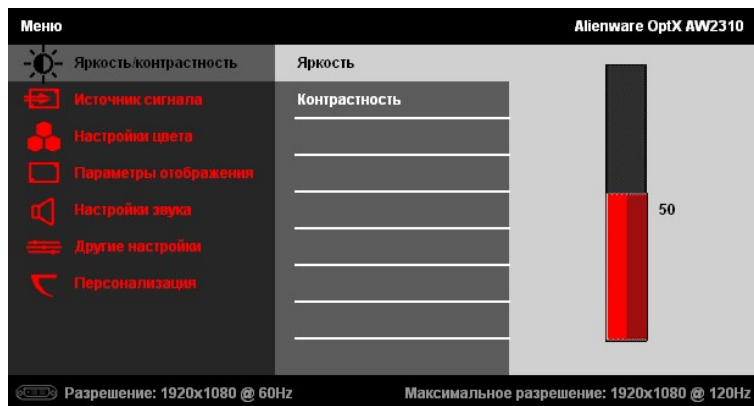 Меню
Alienware OptX AW2310
Яркость/контрастность
Яркость
Источник сигнала
Контрастность
Настройки цвета
Параметры отображения
Настройки звука
50
Другие настройки
Персонализация
Разрешение: 1920x1080 @ 60Hz
Максимальное разрешение: 1920x1080 @ 120Hz